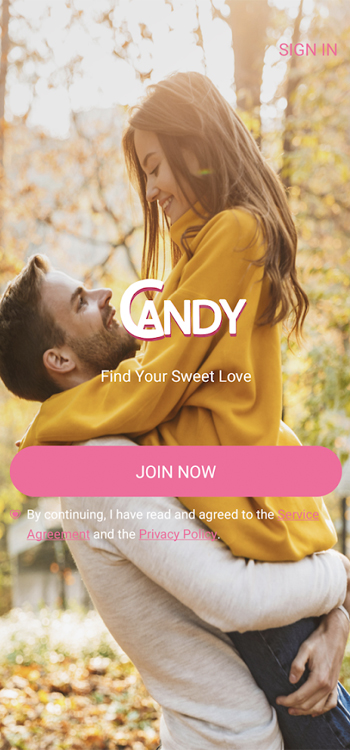 SIGN IN
CANDY
Find Your Sweet Love
JOIN NOW
By continuing, I have read and agreed to the Service
Agreement and the Privacy Policy.